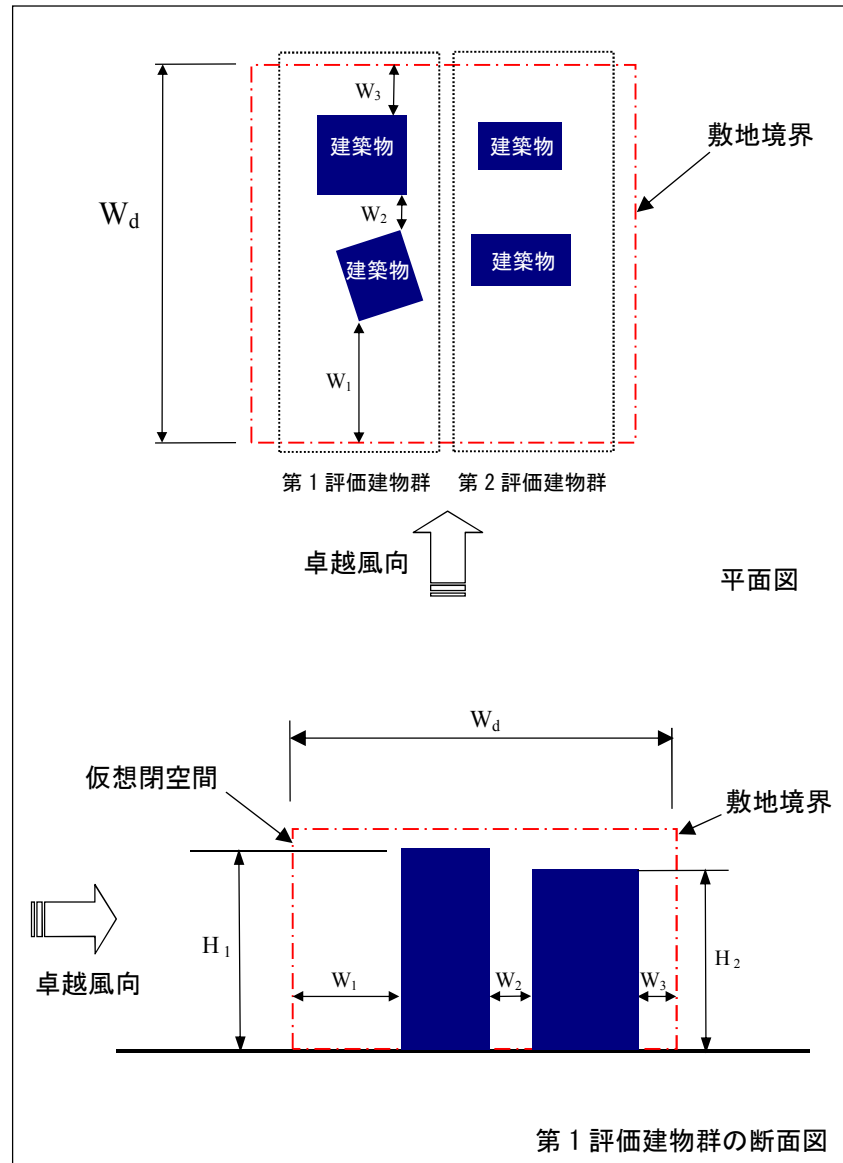 W3
建築物
建築物
敷地境界
Wd
W2
建築物
建築物
W1
第1評価建物群
第2評価建物群
卓越風向
平面図
Wd
仮想閉空間
敷地境界
H1
W1
W2
W3
H2
卓越風向
第1評価建物群の断面図